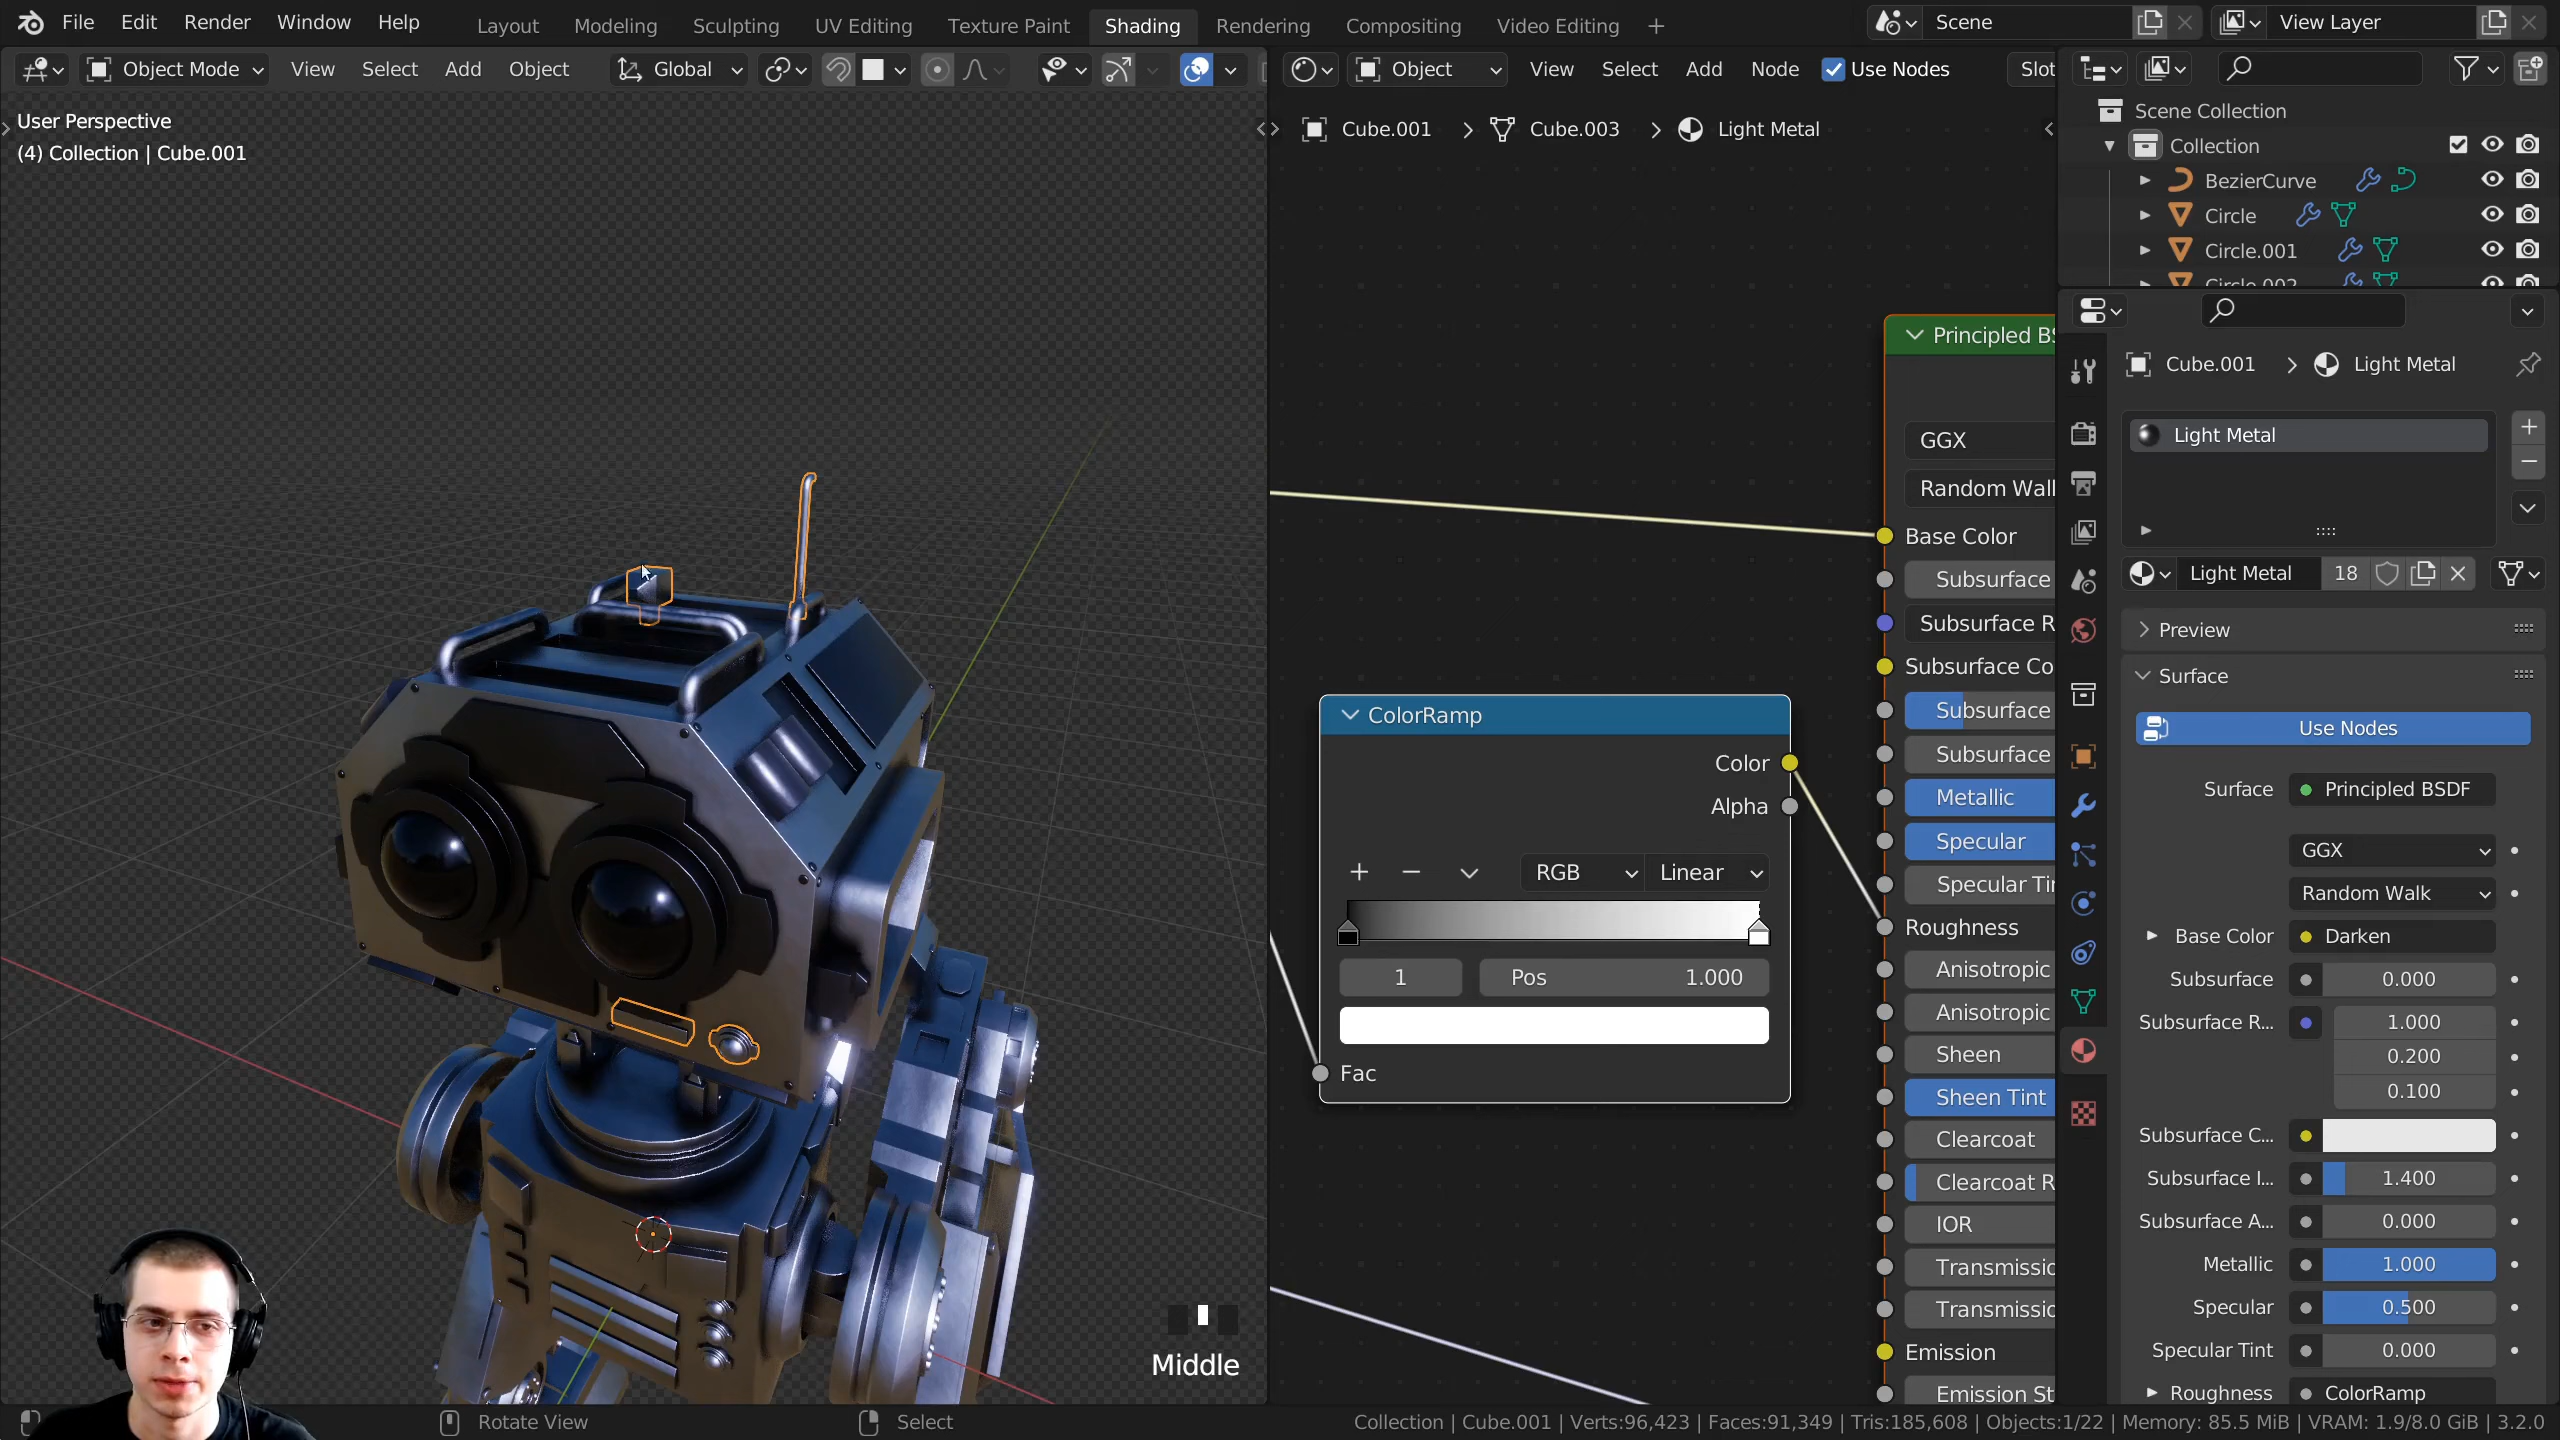 File Edit Render Window Help Layout Modeling Sculpting UV Editing Texture Paint Shading Rendering Compositing Video Editing + Scene View Layer
Object Mode View Select Add Object Global Object View Select Add Node Use Nodes Slot
User Perspective
(4) Collection | Cube.001
Cube.001 > Cube.003 > Light Metal
Scene Collection
Collection
BezierCurve
Circle
Circle.001
Circle.002
Principled BS
GGX
Random Wall
Base Color
Subsurface
Subsurface R
Subsurface Co
Subsurface
Subsurface
Metallic
Specular
Specular Tin
Roughness
Anisotropic
Anisotropic
Sheen
Sheen Tint
Clearcoat
Clearcoat R
IOR
Transmissic
Transmissic
Emission
Emission St
ColorRamp
Color
Alpha
RGB Linear
1 Pos 1.000
Fac
Cube.001 > Light Metal
Light Metal
Light Metal 18
Preview
Surface
Use Nodes
Surface Principled BSDF
GGX
Random Walk
Base Color Darken
Subsurface 0.000
Subsurface R... 1.000
0.200
0.100
Subsurface C...
Subsurface I... 1.400
Subsurface A... 0.000
Metallic 1.000
Specular 0.500
Specular Tint 0.000
Roughness ColorRamp
Middle
Rotate View Select Collection | Cube.001 | Verts:96,423 | Faces:91,349 | Tris:185,608 | Objects:1/22 | Memory: 85.5 MiB | VRAM: 1.9/8.0 GiB | 3.2.0